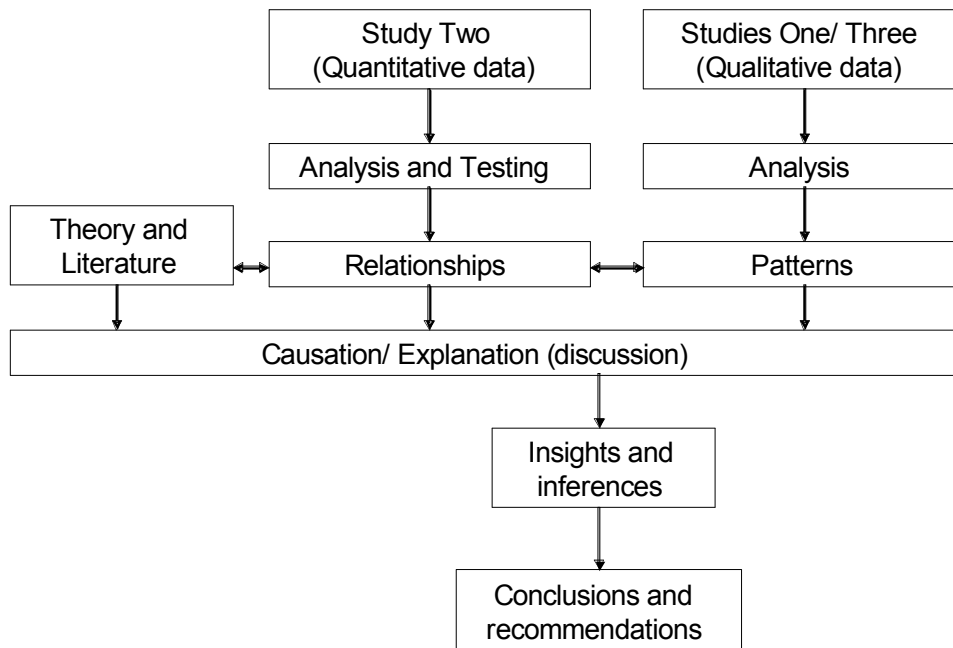 Study Two
(Quantitative data)
Studies One/ Three
(Qualitative data)
Analysis and Testing
Analysis
Theory and
Literature
Relationships
Patterns
Causation/ Explanation (discussion)
Insights and
inferences
Conclusions and
recommendations